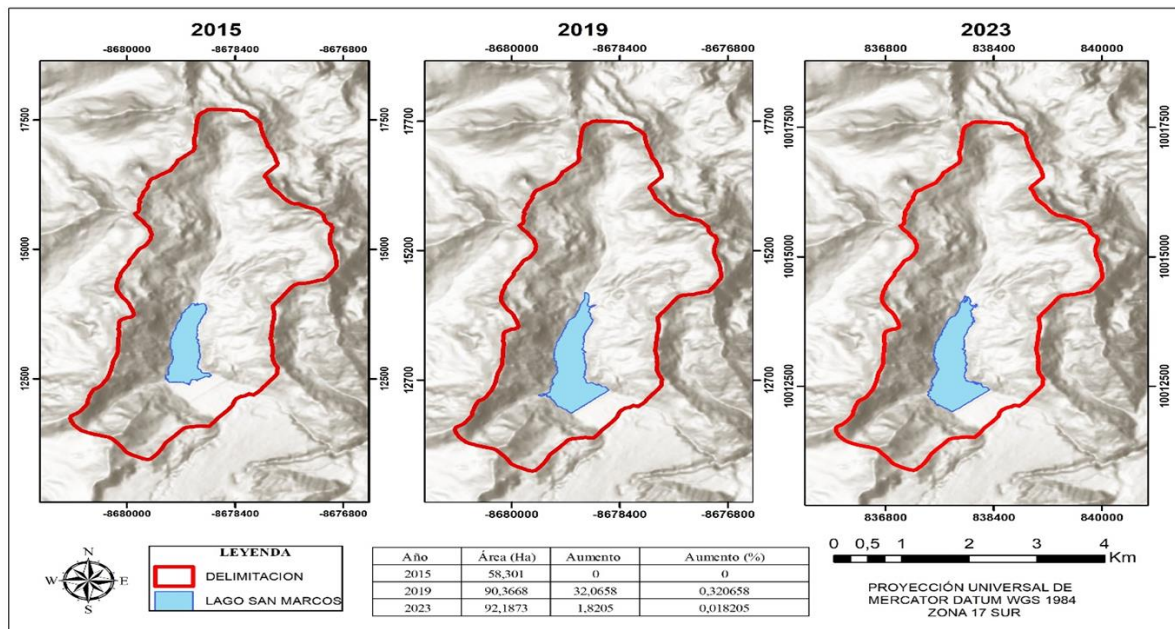 2015
2019
2023
-8680000 -8678400 -8676800
-8680000 -8678400 -8676800
836800 838400 840000
17500
16000
12500
17500
15000
12500
17700
15200
12700
17700
15200
12700
10017500
10015000
10012500
10017500
10015000
10012500
-8680000 -8678400 -8676800
-8680000 -8678400 -8676800
836800 838400 840000
N
W E
S
LEYENDA
DELIMITACION
LAGO SAN MARCOS
Año Área (Ha) Aumento Aumento (%)
2015 58,301 0 0
2019 90,3668 32,0658 0,320658
2023 92,1873 1,8205 0,018205
0 0,5 1 2 3 4
Km
PROYECCIÓN UNIVERSAL DE
MERCATOR DATUM WGS 1984
ZONA 17 SUR